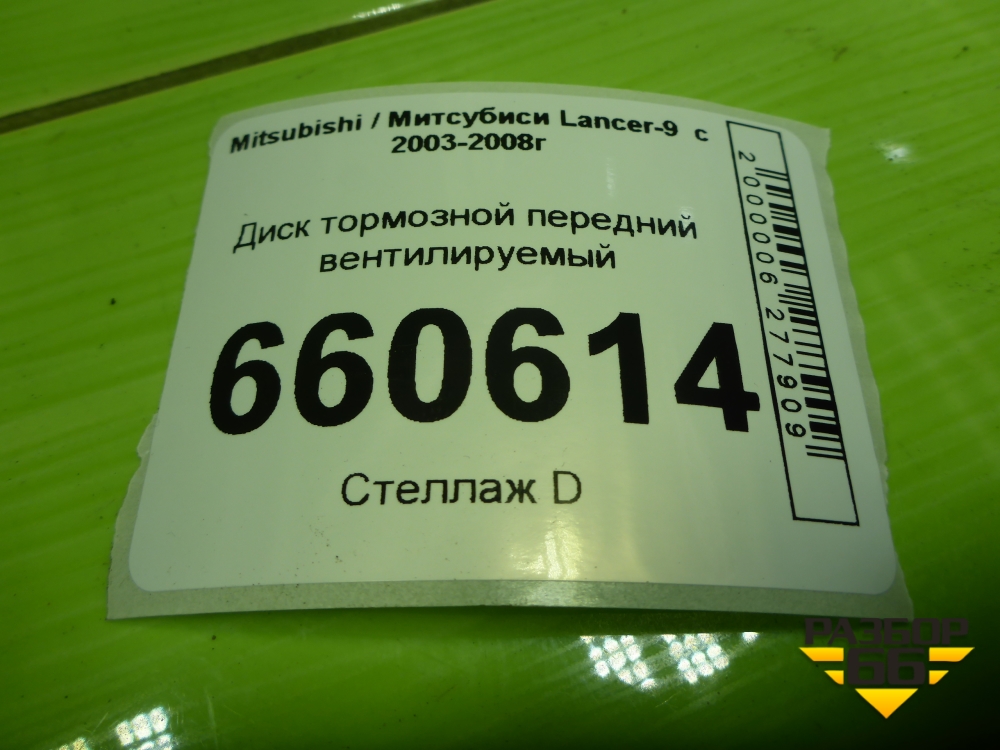 Mitsubishi / Митсубиси Lancer-9 с
2003-2008г
Диск тормозной передний
вентилируемый
660614
Стеллаж D
2000006277909
РАЗБОР
66